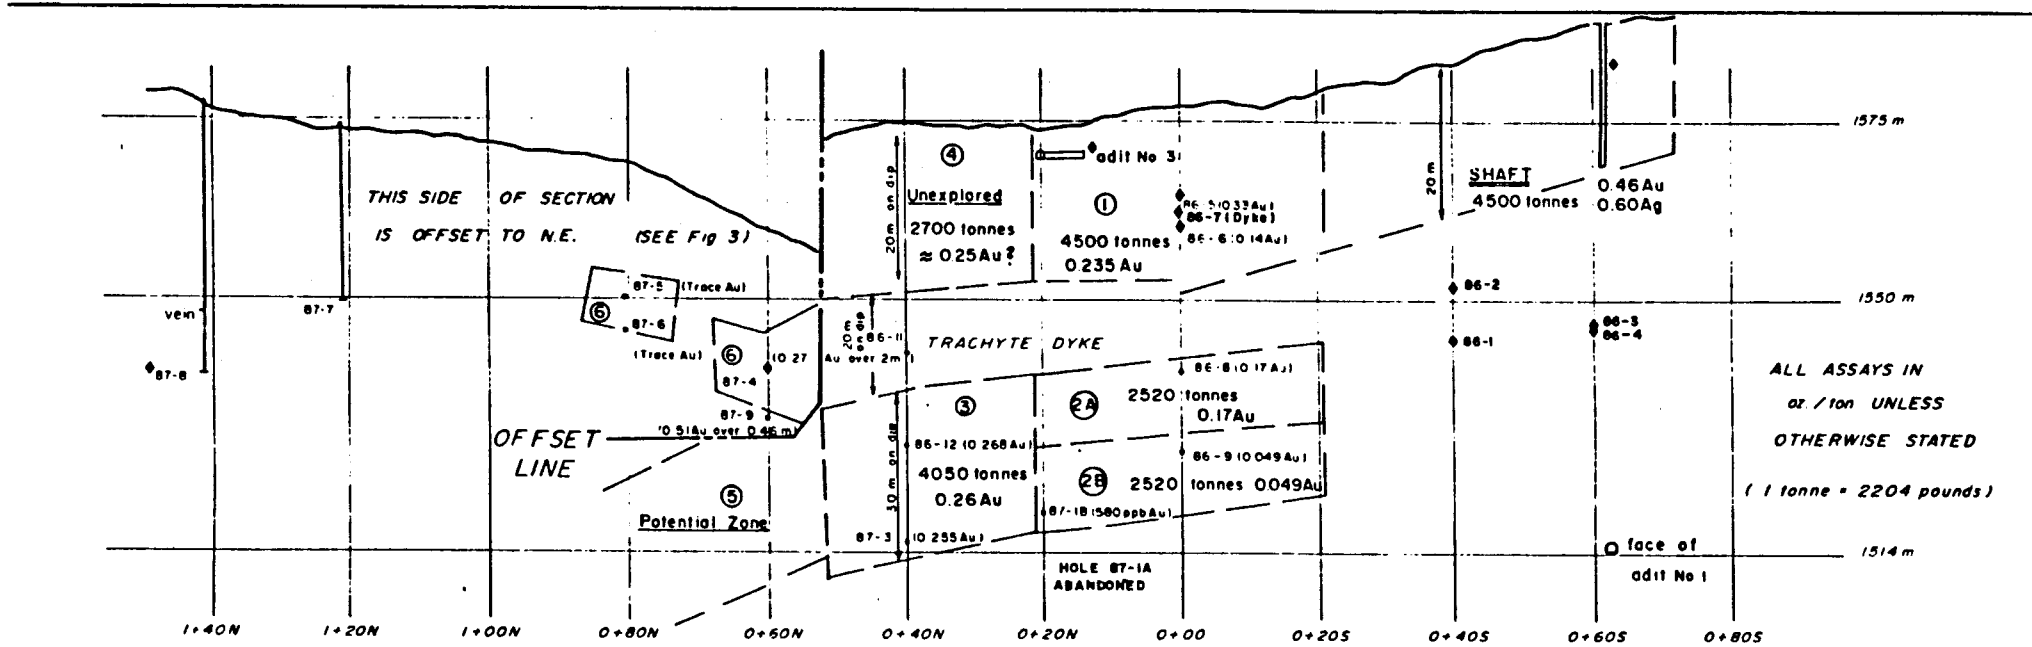 1575 m
④
adit No 3
Unexplored
2700 tonnes
≈ 0.25Au ?
20m on dip
①
4500 tonnes
0.235 Au
86-5(0.33Au)
86-7 (Dyke)
86-6(0.14Au)
20m
SHAFT
4500 tonnes
0.46Au
0.60Ag
THIS SIDE OF SECTION
IS OFFSET TO N.E. (SEE Fig 3)
87-5 (Trace Au)
⑥
87-6
(Trace Au)
vein
87-7
87-8
1550 m
86-2
86-1
86-3
86-4
20m on dip
86-11
TRACHYTE DYKE
⑥
(0.27 Au over 2m)
87-4
87-9
(0.51Au over 0.46 m)
OFFSET
LINE
⑤
Potential Zone
③
86-12 (0.268Au)
4050 tonnes
0.26Au
30m on dip
87-3 (0.255Au)
86-8(0.17Au)
2A
2520 tonnes
0.17Au
86-9(0.049Au)
2B
2520 tonnes 0.049Au
87-1B(580ppbAu)
HOLE 87-1A
ABANDONED
ALL ASSAYS IN
oz./ton UNLESS
OTHERWISE STATED
( 1 tonne = 2204 pounds)
1514 m
face of
adit No 1
1+40N 1+20N 1+00N 0+80N 0+60N 0+40N 0+20N 0+00 0+20S 0+40S 0+60S 0+80S